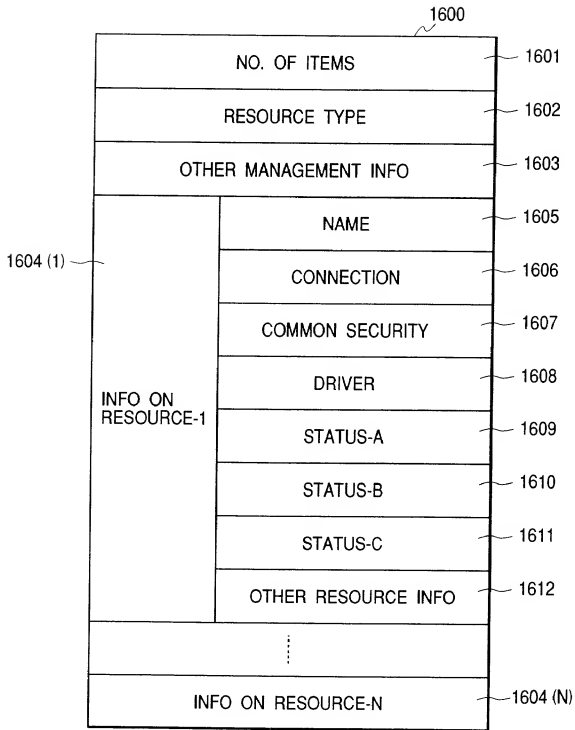 1600
NO. OF ITEMS
1601
RESOURCE TYPE
1602
OTHER MANAGEMENT INFO
1603
1604 (1)
INFO ON
RESOURCE-1
NAME
1605
CONNECTION
1606
COMMON SECURITY
1607
DRIVER
1608
STATUS-A
1609
STATUS-B
1610
STATUS-C
1611
OTHER RESOURCE INFO
1612
INFO ON RESOURCE-N
1604 (N)